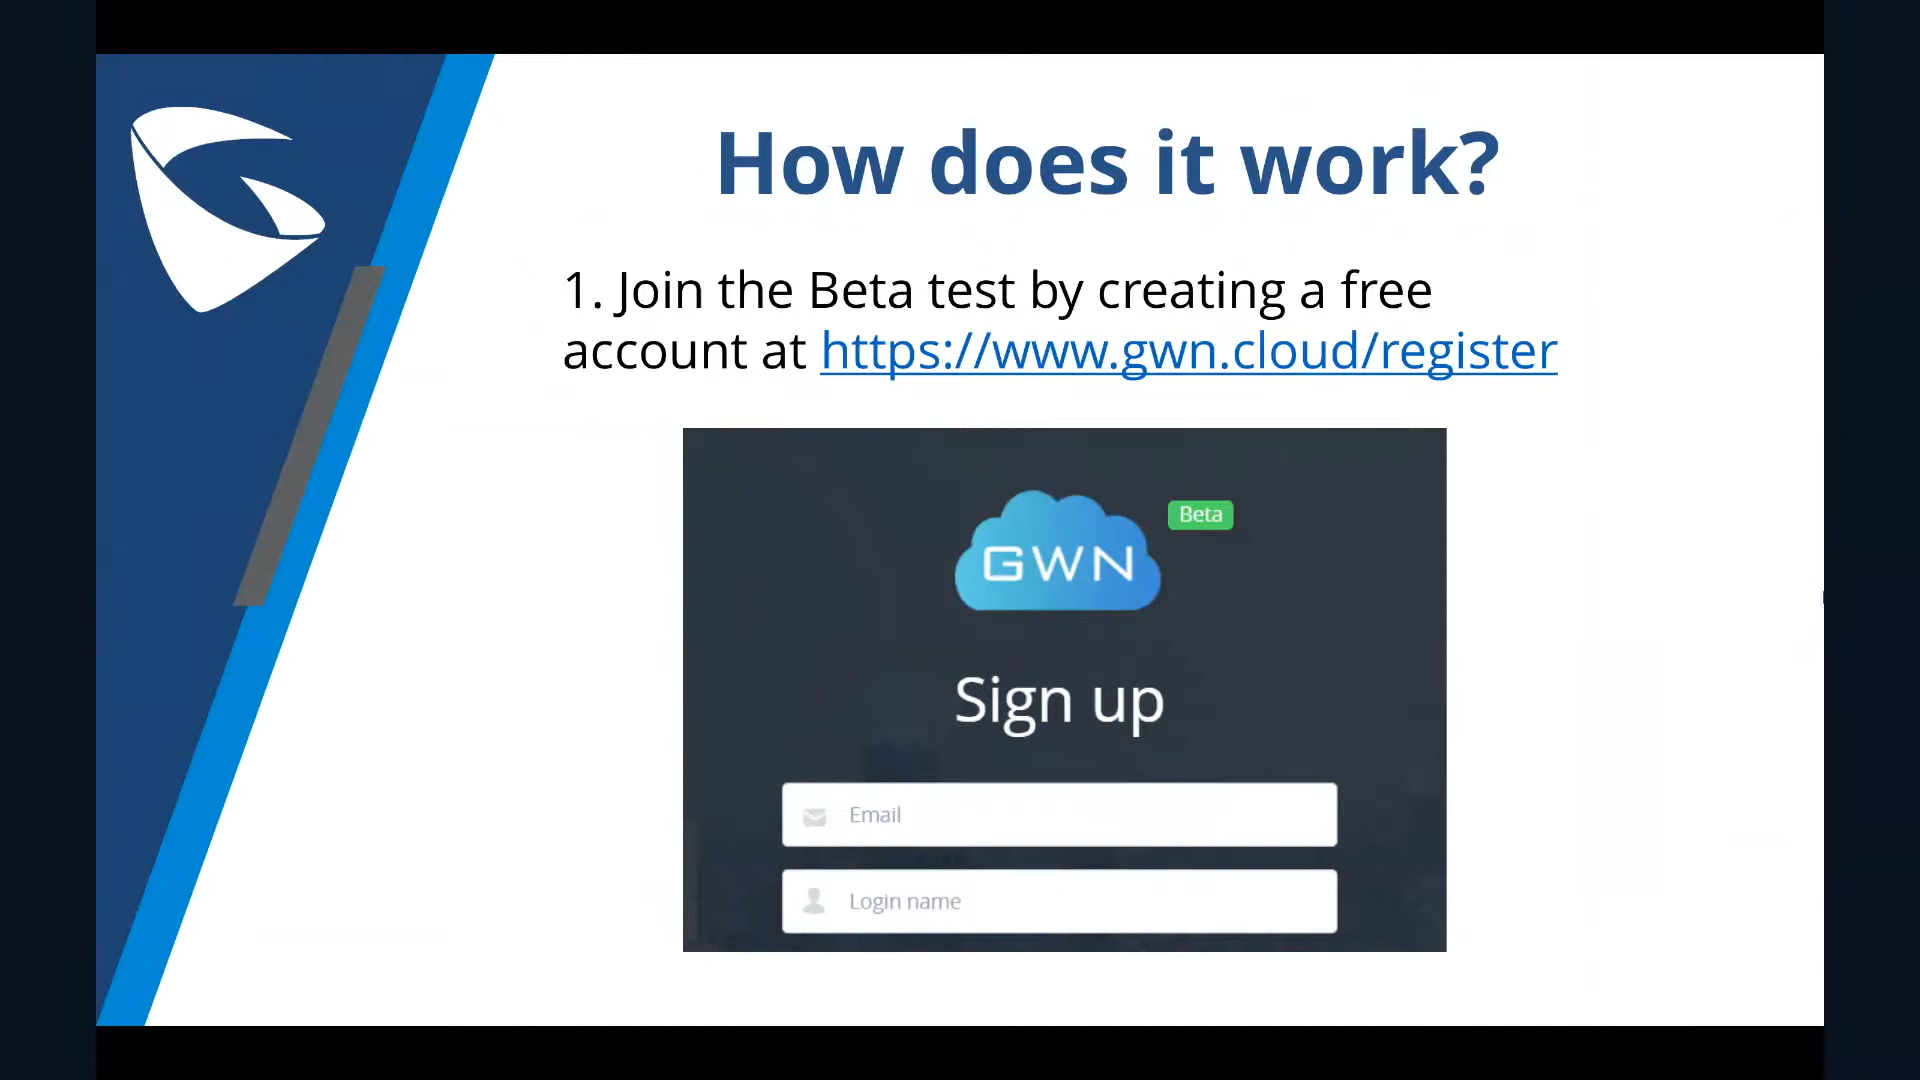 How does it work?
1. Join the Beta test by creating a free
account at https://www.gwn.cloud/register
GWN
Beta
Sign up
Email
Login name